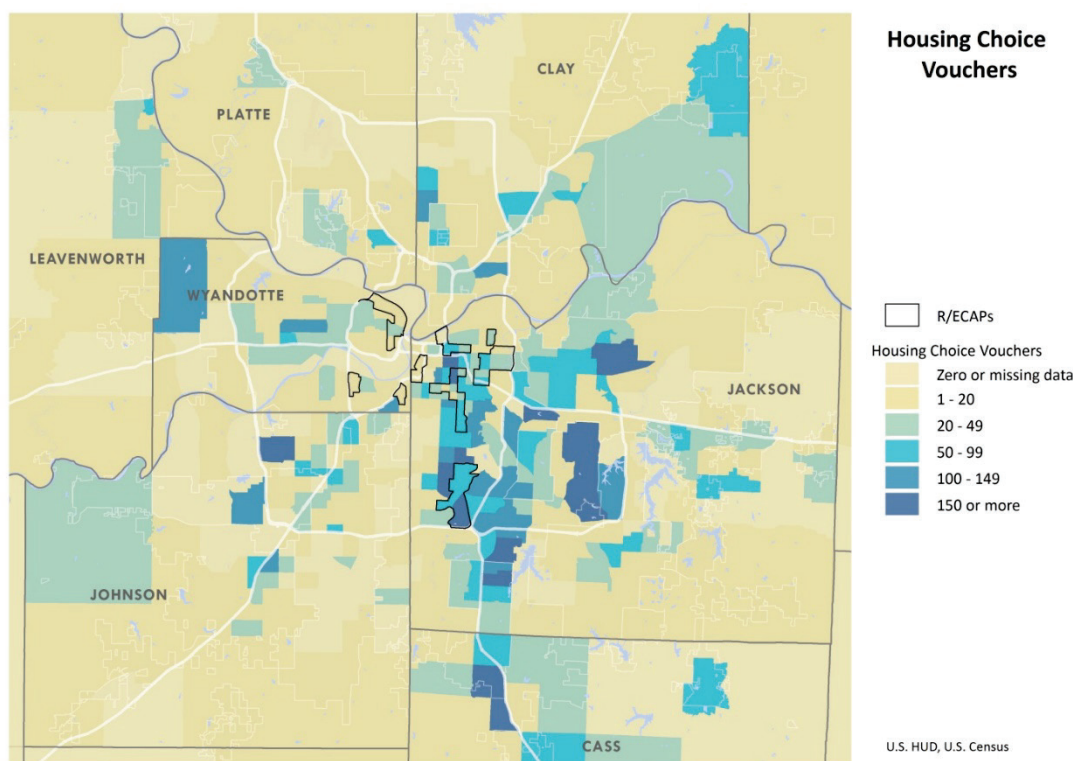 Housing Choice
Vouchers
CLAY
PLATTE
LEAVENWORTH
WYANDOTTE
JACKSON
JOHNSON
CASS
R/ECAPs
Housing Choice Vouchers
Zero or missing data
1 - 20
20 - 49
50 - 99
100 - 149
150 or more
U.S. HUD, U.S. Census